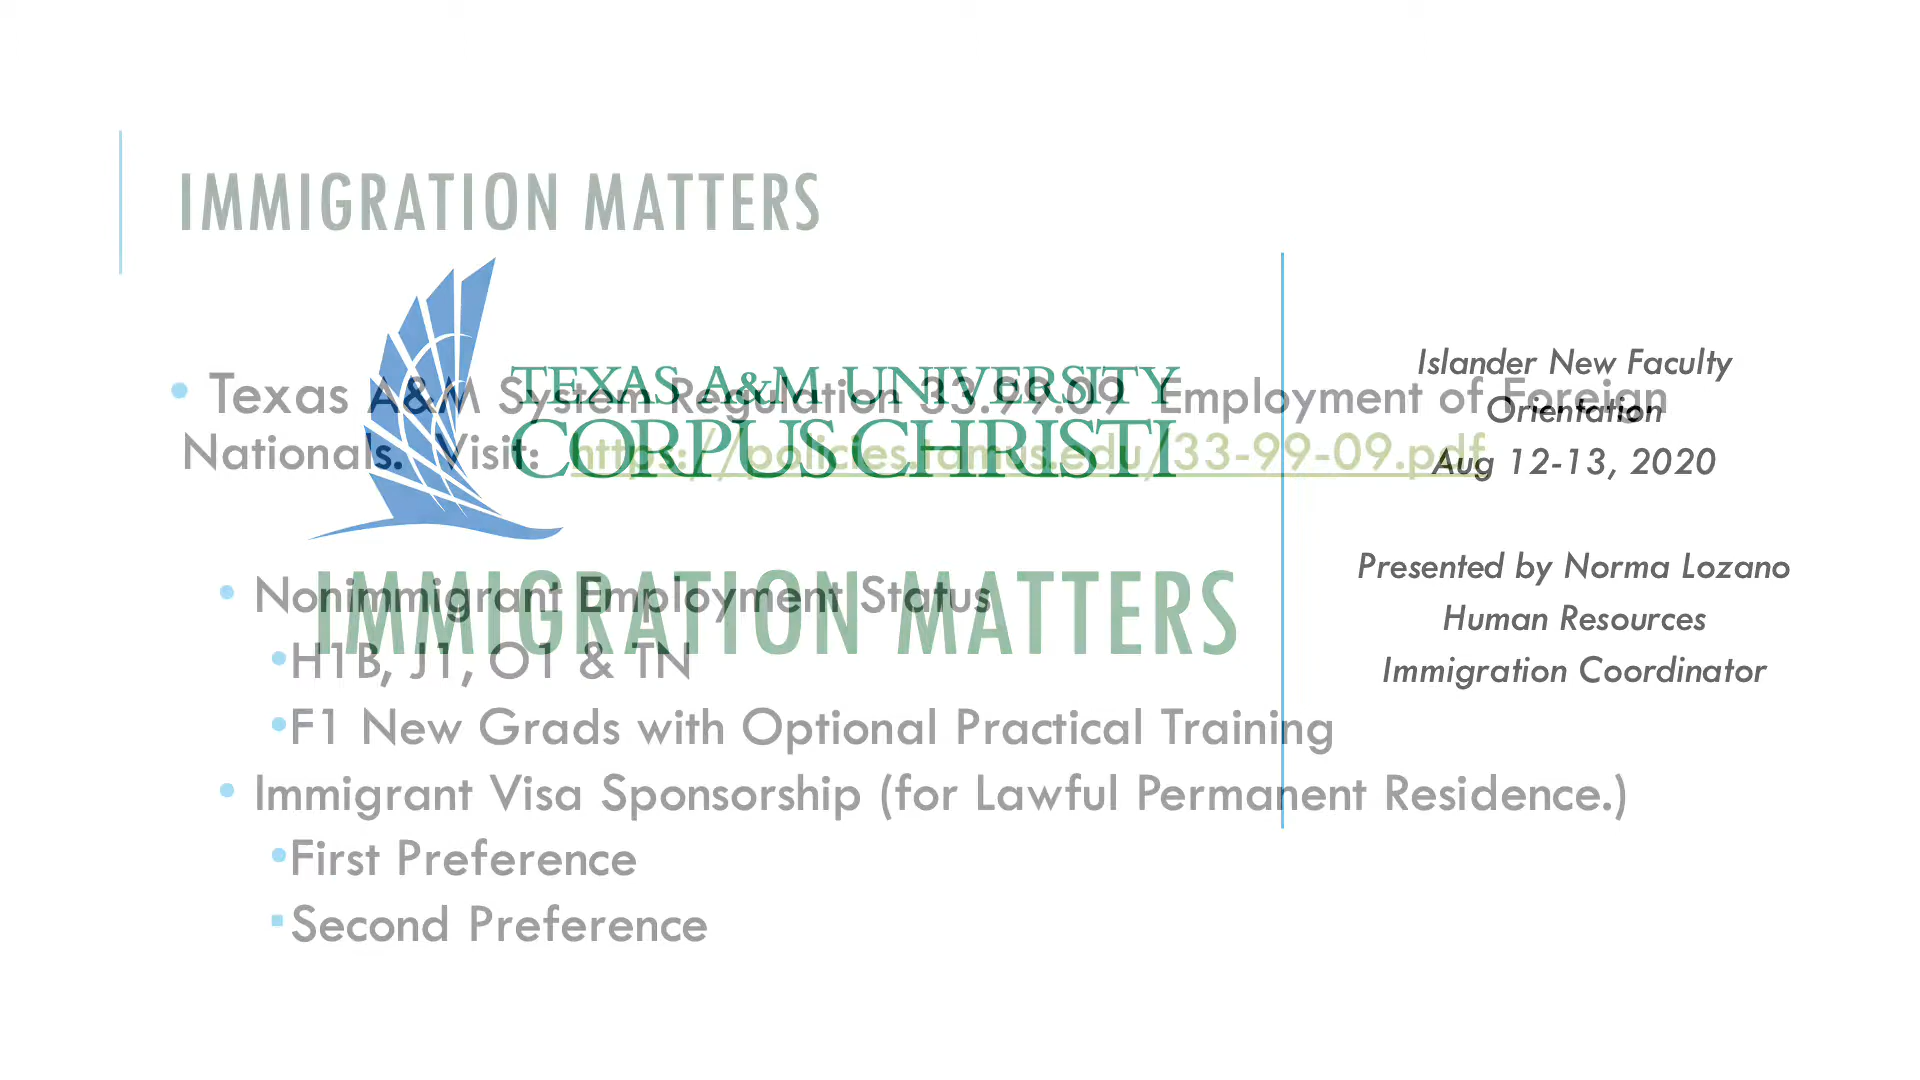 IMMIGRATION MATTERS
• Texas A&M System Regulation 33.99.09 Employment of Foreign
Nationals. Visit: https://policies.tamus.edu/33-99-09.pdf
• Nonimmigrant Employment Status
•H1B, J1, O1 & TN
•F1 New Grads with Optional Practical Training
• Immigrant Visa Sponsorship (for Lawful Permanent Residence.)
•First Preference
▪Second Preference
TEXAS A&M UNIVERSITY
CORPUS CHRISTI
IMMIGRATION MATTERS
Islander New Faculty
Orientation
Aug 12-13, 2020
Presented by Norma Lozano
Human Resources
Immigration Coordinator